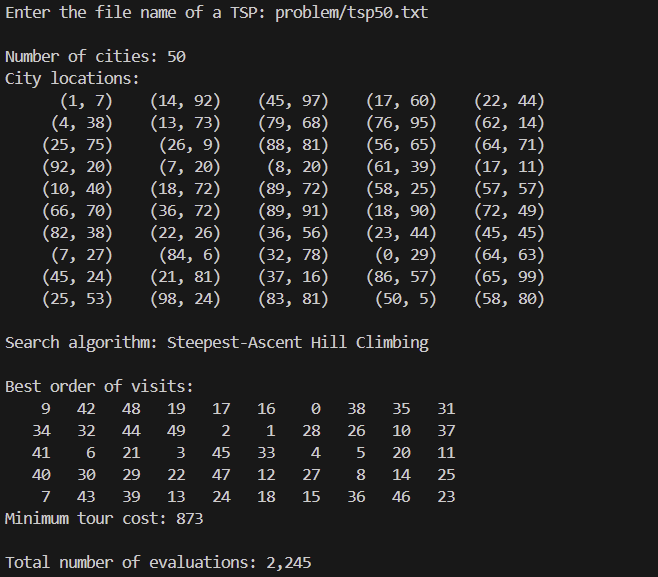 Enter the file name of a TSP: problem/tsp50.txt
Number of cities: 50
City locations:
(1, 7) (14, 92) (45, 97) (17, 60) (22, 44)
(4, 38) (13, 73) (79, 68) (76, 95) (62, 14)
(25, 75) (26, 9) (88, 81) (56, 65) (64, 71)
(92, 20) (7, 20) (8, 20) (61, 39) (17, 11)
(10, 40) (18, 72) (89, 72) (58, 25) (57, 57)
(66, 70) (36, 72) (89, 91) (18, 90) (72, 49)
(82, 38) (22, 26) (36, 56) (23, 44) (45, 45)
(7, 27) (84, 6) (32, 78) (0, 29) (64, 63)
(45, 24) (21, 81) (37, 16) (86, 57) (65, 99)
(25, 53) (98, 24) (83, 81) (50, 5) (58, 80)
Search algorithm: Steepest-Ascent Hill Climbing
Best order of visits:
9 42 48 19 17 16 0 38 35 31
34 32 44 49 2 1 28 26 10 37
41 6 21 3 45 33 4 5 20 11
40 30 29 22 47 12 27 8 14 25
7 43 39 13 24 18 15 36 46 23
Minimum tour cost: 873
Total number of evaluations: 2,245